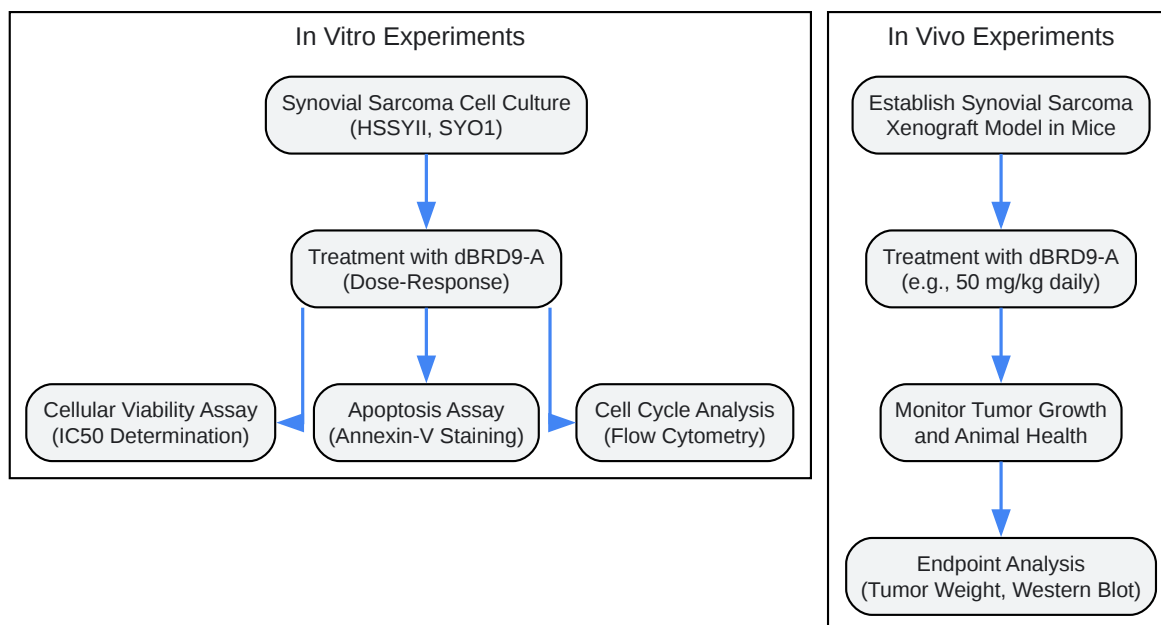 In Vitro Experiments
Synovial Sarcoma Cell Culture
(HSSYII, SYO1)
Treatment with dBRD9-A
(Dose-Response)
Cellular Viability Assay
(IC50 Determination)
Apoptosis Assay
(Annexin-V Staining)
Cell Cycle Analysis
(Flow Cytometry)
In Vivo Experiments
Establish Synovial Sarcoma
Xenograft Model in Mice
Treatment with dBRD9-A
(e.g., 50 mg/kg daily)
Monitor Tumor Growth
and Animal Health
Endpoint Analysis
(Tumor Weight, Western Blot)